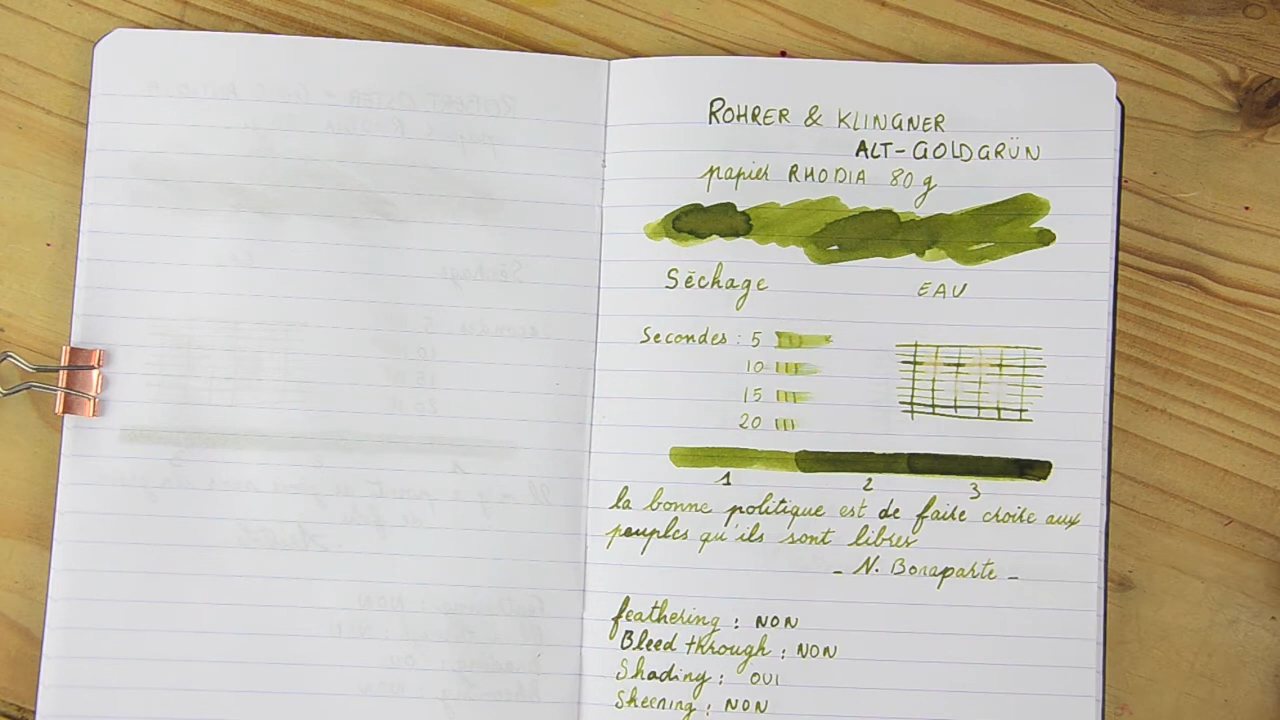 ROHRER & KLINGNER
ALT-GOLDGRÜN
papier RHODIA 80 g
Séchage
EAU
Secondes : 5
10
15
20
1 2 3
la bonne politique est de faire croire aux
peuples qu'ils sont libres
- N. Bonaparte -
feathering : NON
Bleed through : NON
Shading : OUI
Sheening : NON